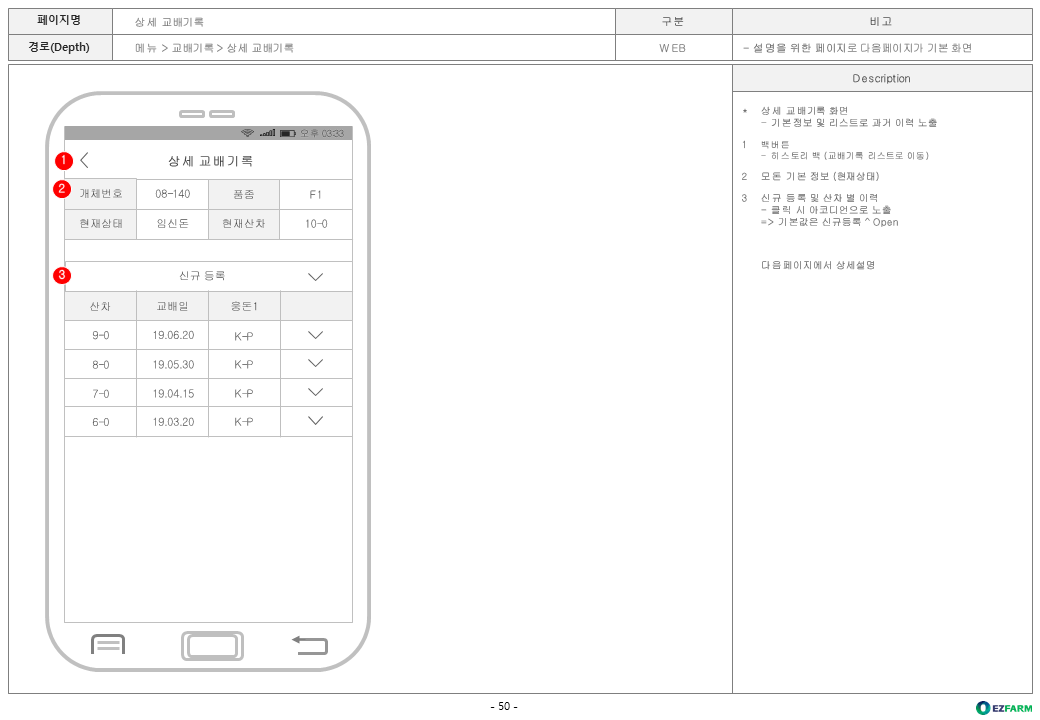 페이지명 상세 교배기록 구분 비고
경로(Depth) 메뉴 > 교배기록 > 상세 교배기록 WEB - 설명을 위한 페이지로 다음페이지가 기본 화면
Description
오후 03:33
1 상세 교배기록
2 개체번호 08-140 품종 F1
현재상태 임신돈 현재산차 10-0
3 신규 등록
산차 교배일 웅돈1
9-0 19.06.20 K-P
8-0 19.05.30 K-P
7-0 19.04.15 K-P
6-0 19.03.20 K-P
* 상세 교배기록 화면
- 기본정보 및 리스트로 과거 이력 노출
1 백버튼
- 히스토리 백 (교배기록 리스트로 이동)
2 모돈 기본 정보 (현재상태)
3 신규 등록 및 산차 별 이력
- 클릭 시 아코디언으로 노출
=> 기본값은 신규등록 ^ Open
다음페이지에서 상세설명
- 50 -
EZFARM